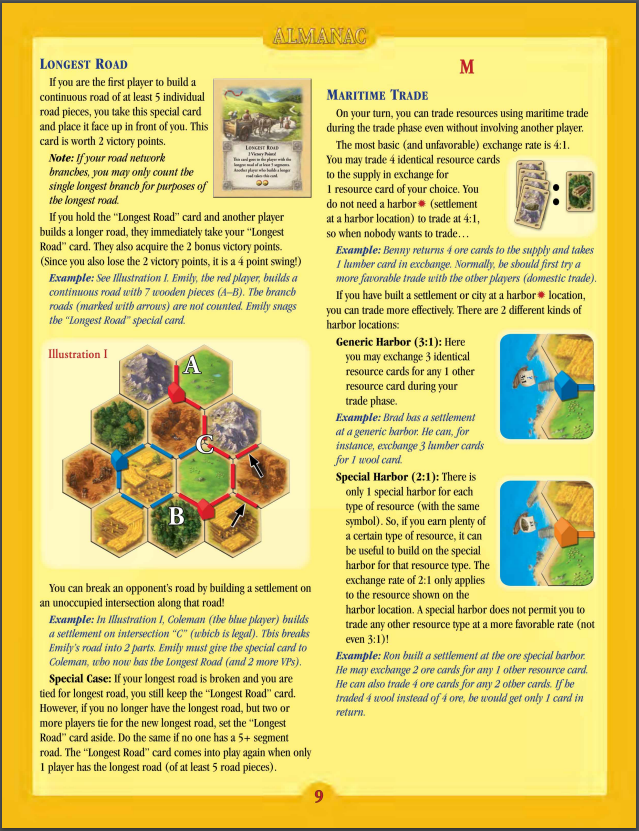 ALMANAC
LONGEST ROAD
If you are the first player to build a
continuous road of at least 5 individual
road pieces, you take this special card
and place it face up in front of you. This
card is worth 2 victory points.
Note: If your road network
branches, you may only count the
single longest branch for purposes of
the longest road.
If you hold the “Longest Road” card and another player
builds a longer road, they immediately take your “Longest
Road” card. They also acquire the 2 bonus victory points.
(Since you also lose the 2 victory points, it is a 4 point swing!)
Example: See Illustration I. Emily, the red player, builds a
continuous road with 7 wooden pieces (A–B). The branch
roads (marked with arrows) are not counted. Emily snags
the “Longest Road” special card.
LONGEST ROAD
2 Victory Points!
This card goes to the player with the
longest road of at least 5 segments.
Another player who builds a longer
road takes this card.
Illustration I
A
C
B
You can break an opponent’s road by building a settlement on
an unoccupied intersection along that road!
Example: In Illustration I, Coleman (the blue player) builds
a settlement on intersection “C” (which is legal). This breaks
Emily’s road into 2 parts. Emily must give the special card to
Coleman, who now has the Longest Road (and 2 more VPs).
Special Case: If your longest road is broken and you are
tied for longest road, you still keep the “Longest Road” card.
However, if you no longer have the longest road, but two or
more players tie for the new longest road, set the “Longest
Road” card aside. Do the same if no one has a 5+ segment
road. The “Longest Road” card comes into play again when only
1 player has the longest road (of at least 5 road pieces).
M
MARITIME TRADE
On your turn, you can trade resources using maritime trade
during the trade phase even without involving another player.
The most basic (and unfavorable) exchange rate is 4:1.
You may trade 4 identical resource cards
to the supply in exchange for
1 resource card of your choice. You
do not need a harbor✹ (settlement
at a harbor location) to trade at 4:1,
so when nobody wants to trade…
:
Example: Benny returns 4 ore cards to the supply and takes
1 lumber card in exchange. Normally, he should first try a
more favorable trade with the other players (domestic trade).
If you have built a settlement or city at a harbor✹ location,
you can trade more effectively. There are 2 different kinds of
harbor locations:
Generic Harbor (3:1): Here
you may exchange 3 identical
resource cards for any 1 other
resource card during your
trade phase.
Example: Brad has a settlement
at a generic harbor. He can, for
instance, exchange 3 lumber cards
for 1 wool card.
Special Harbor (2:1): There is
only 1 special harbor for each
type of resource (with the same
symbol). So, if you earn plenty of
a certain type of resource, it can
be useful to build on the special
harbor for that resource type. The
exchange rate of 2:1 only applies
to the resource shown on the
harbor location. A special harbor does not permit you to
trade any other resource type at a more favorable rate (not
even 3:1)!
Example: Ron built a settlement at the ore special harbor.
He may exchange 2 ore cards for any 1 other resource card.
He can also trade 4 ore cards for any 2 other cards. If he
traded 4 wool instead of 4 ore, he would get only 1 card in
return.
9